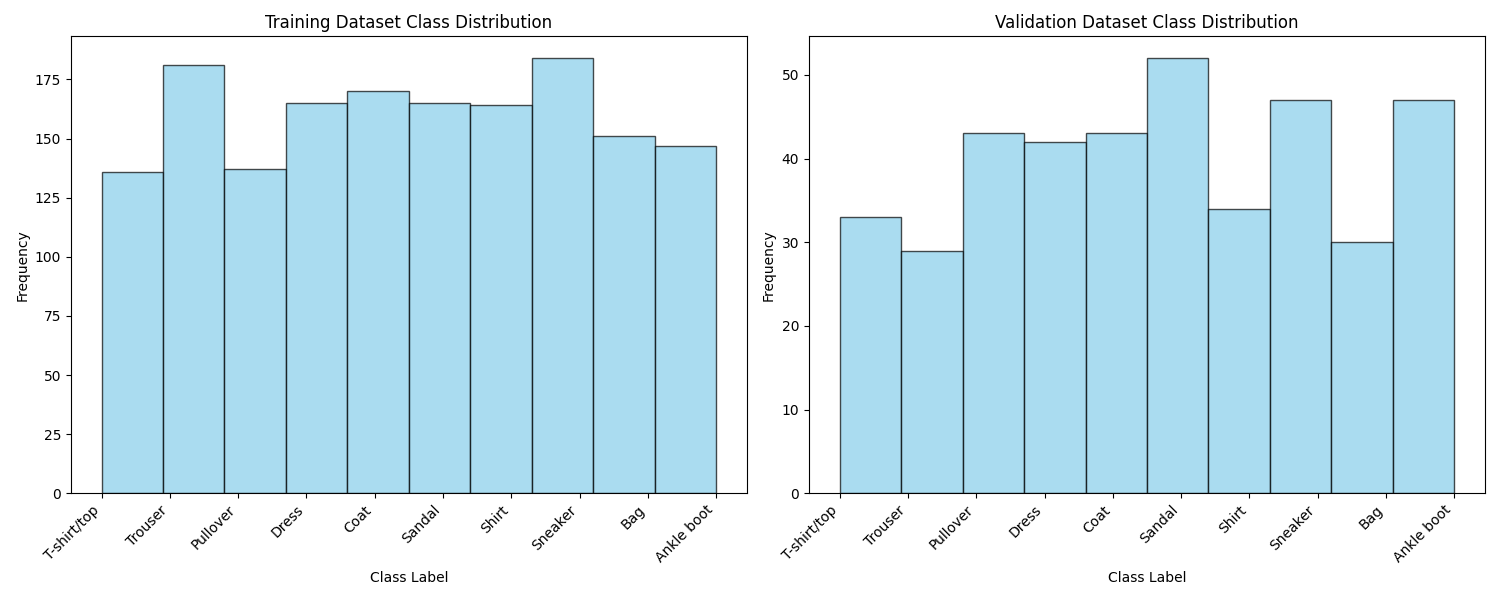 Training Dataset Class Distribution
Frequency
175
150
125
100
75
50
25
0
T-shirt/top
Trouser
Pullover
Dress
Coat
Sandal
Shirt
Sneaker
Bag
Ankle boot
Class Label
Validation Dataset Class Distribution
Frequency
50
40
30
20
10
0
T-shirt/top
Trouser
Pullover
Dress
Coat
Sandal
Shirt
Sneaker
Bag
Ankle boot
Class Label